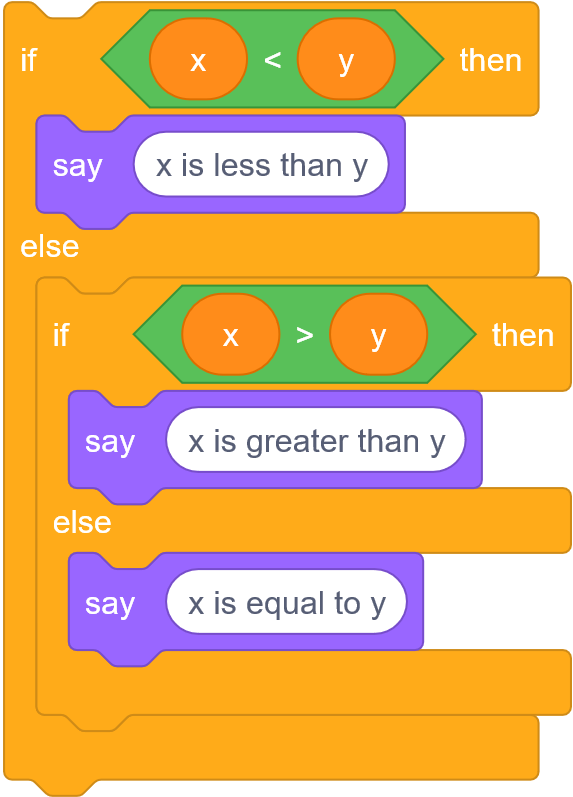 if x < y then
say x is less than y
else
if x > y then
say x is greater than y
else
say x is equal to y